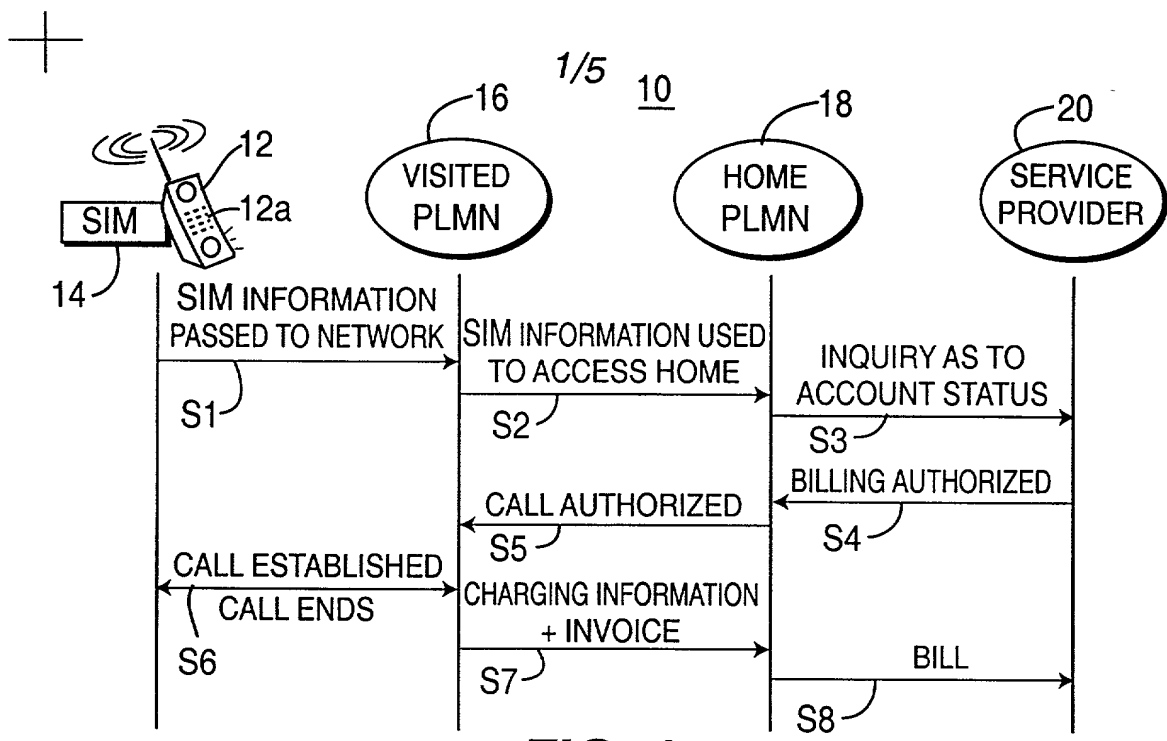 1/5
10
12
12a
SIM
14
16
VISITED
PLMN
18
HOME
PLMN
20
SERVICE
PROVIDER
SIM INFORMATION
PASSED TO NETWORK
S1
SIM INFORMATION USED
TO ACCESS HOME
S2
INQUIRY AS TO
ACCOUNT STATUS
S3
BILLING AUTHORIZED
S4
CALL AUTHORIZED
S5
CALL ESTABLISHED
CALL ENDS
S6
CHARGING INFORMATION
+ INVOICE
S7
BILL
S8